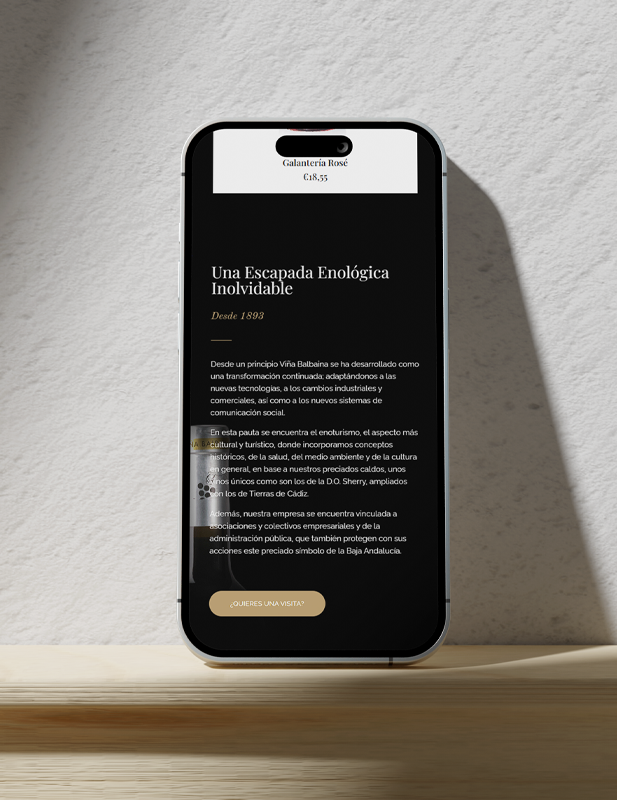 Galantería Rosé
€18,55
Una Escapada Enológica
Inolvidable
Desde 1893
Desde un principio Viña Balbaina se ha desarrollado como
una transformación continuada; adaptándonos a las
nuevas tecnologías, a los cambios industriales y
comerciales, así como a los nuevos sistemas de
comunicación social.
En esta pauta se encuentra el enoturismo, el aspecto más
cultural y turístico, donde incorporamos conceptos
históricos, de la salud, del medio ambiente y de la cultura
en general, en base a nuestros preciados caldos, unos
vinos únicos como son los de la D.O. Sherry, ampliados
con los de Tierras de Cádiz.
Además, nuestra empresa se encuentra vinculada a
asociaciones y colectivos empresariales y de la
administración pública, que también protegen con sus
acciones este preciado símbolo de la Baja Andalucía.
¿QUIERES UNA VISITA?